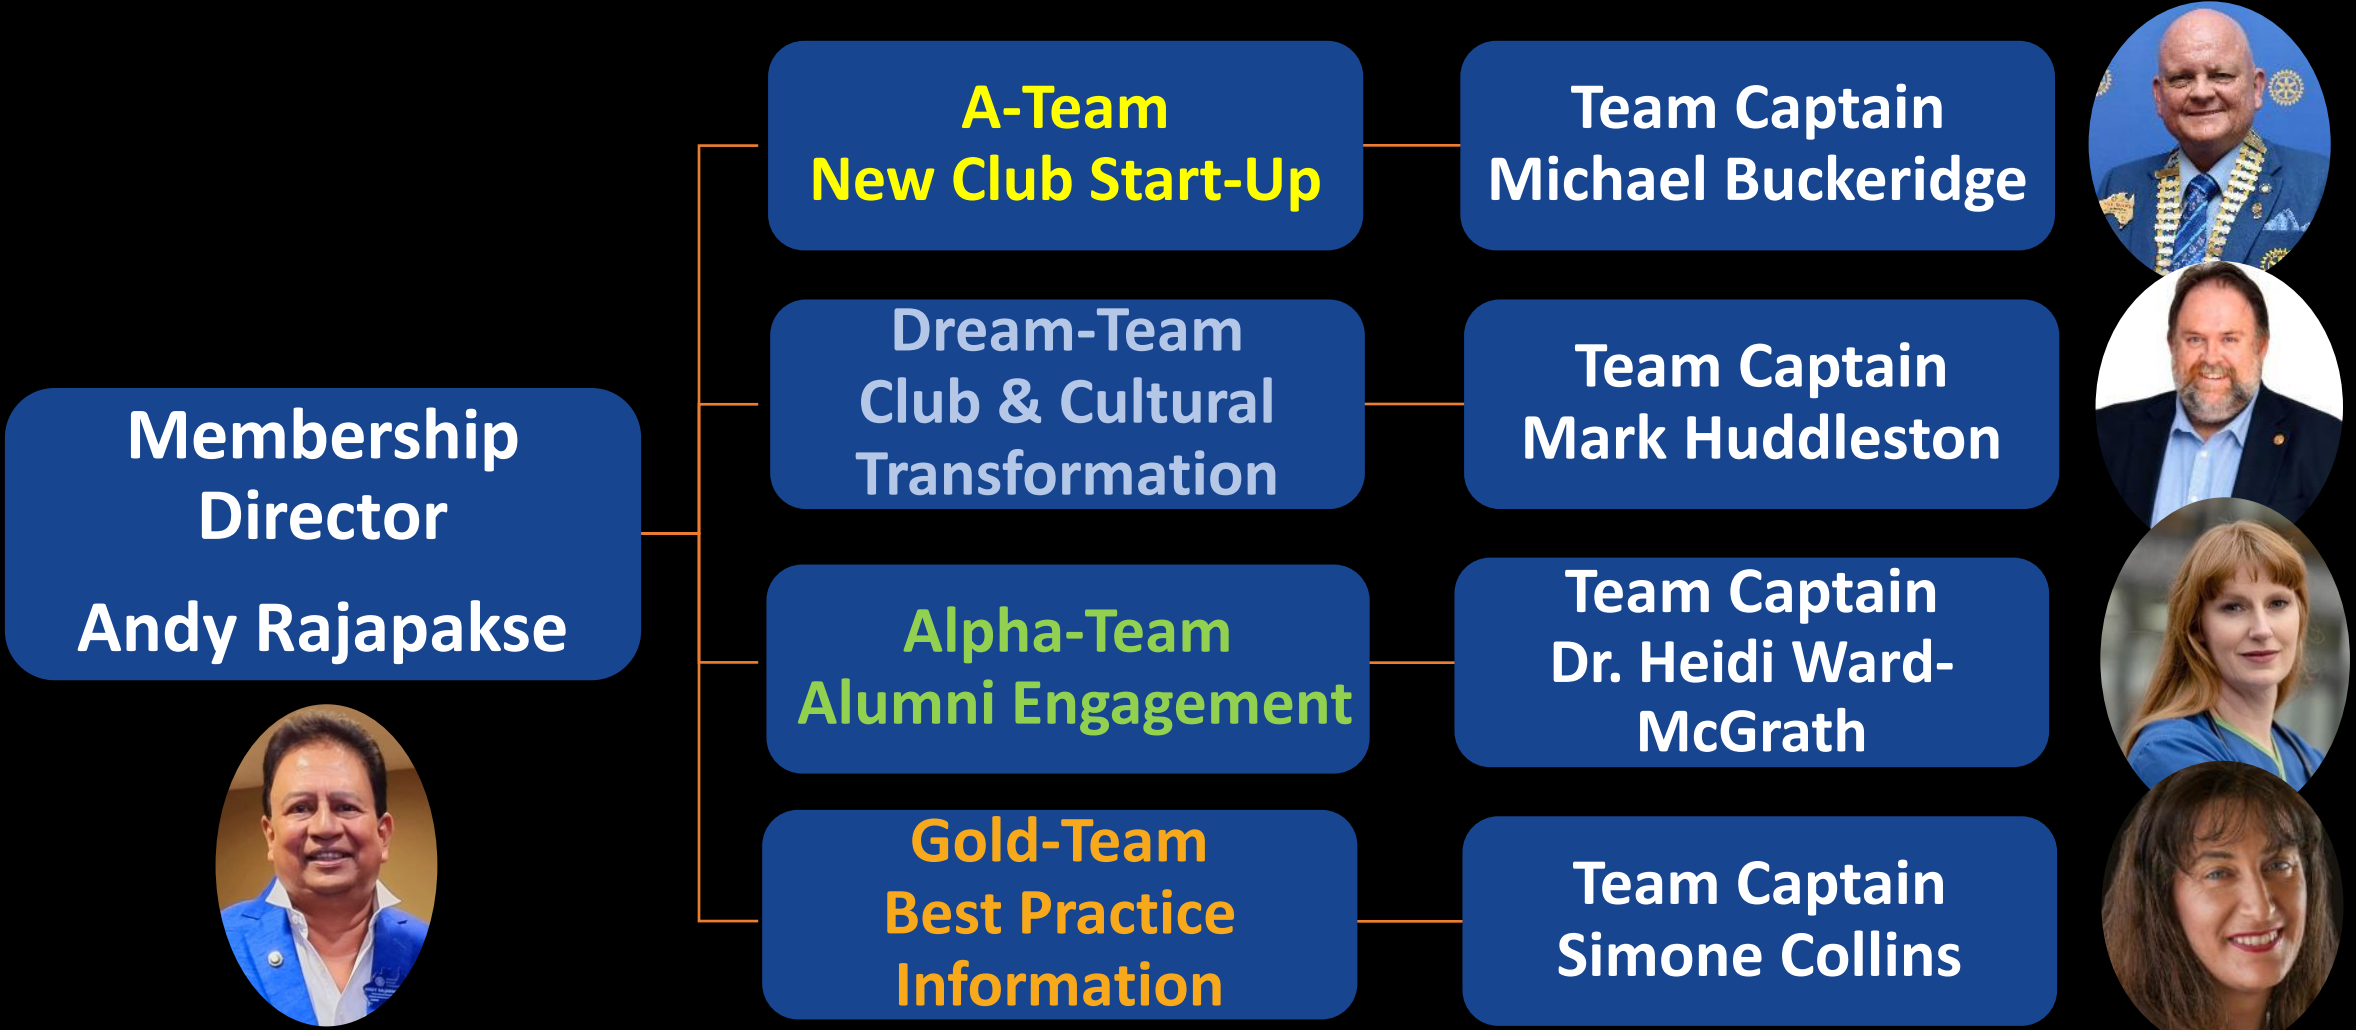 Membership
Director
Andy Rajapakse
A-Team
New Club Start-Up
Team Captain
Michael Buckeridge
Dream-Team
Club & Cultural
Transformation
Team Captain
Mark Huddleston
Alpha-Team
Alumni Engagement
Team Captain
Dr. Heidi Ward-
McGrath
Gold-Team
Best Practice
Information
Team Captain
Simone Collins